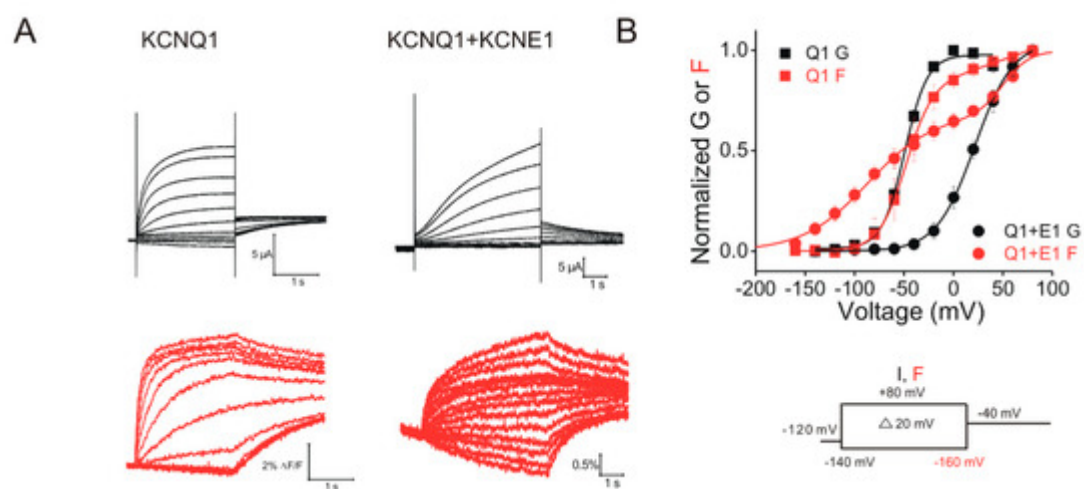 A
KCNQ1
KCNQ1+KCNE1
5 µA
1 s
5 µA
1 s
2% ΔF/F
1 s
0.5%
1 s
B
Normalized G or F
1.0
0.5
0.0
Q1 G
Q1 F
Q1+E1 G
Q1+E1 F
-200 -150 -100 -50 0 50 100
Voltage (mV)
I, F
+80 mV
-120 mV
△ 20 mV
-40 mV
-140 mV
-160 mV